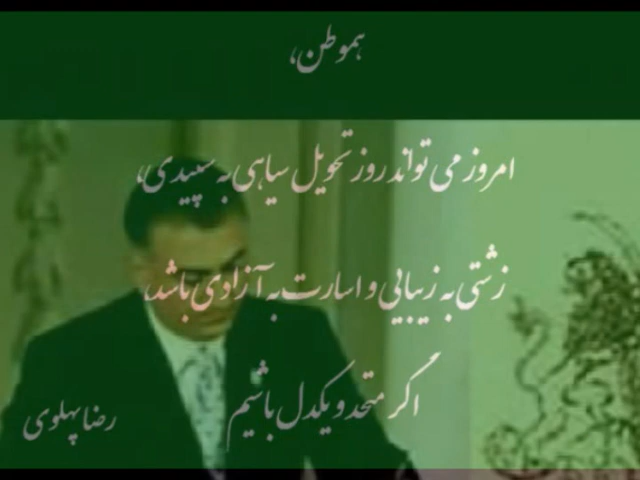 هموطن،
امروز می تواند روز تحویل سیاهی به سپیدی،
زشتی به زیبایی و اسارت به آزادی باشد،
اگر متحد و یکدل باشیم
رضا پهلوی